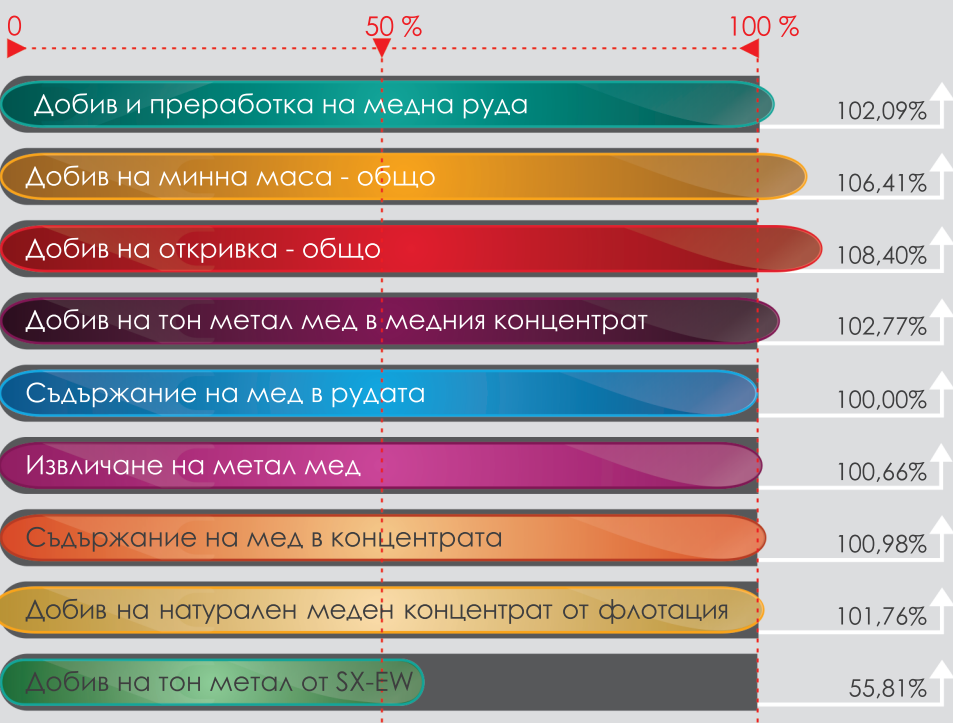 0 50 % 100 %
Добив и преработка на медна руда 102,09%
Добив на минна маса - общо 106,41%
Добив на откривка - общо 108,40%
Добив на тон метал мед в медния концентрат 102,77%
Съдържание на мед в рудата 100,00%
Извличане на метал мед 100,66%
Съдържание на мед в концентрата 100,98%
Добив на натурален меден концентрат от флотация 101,76%
Добив на тон метал от SX-EW 55,81%